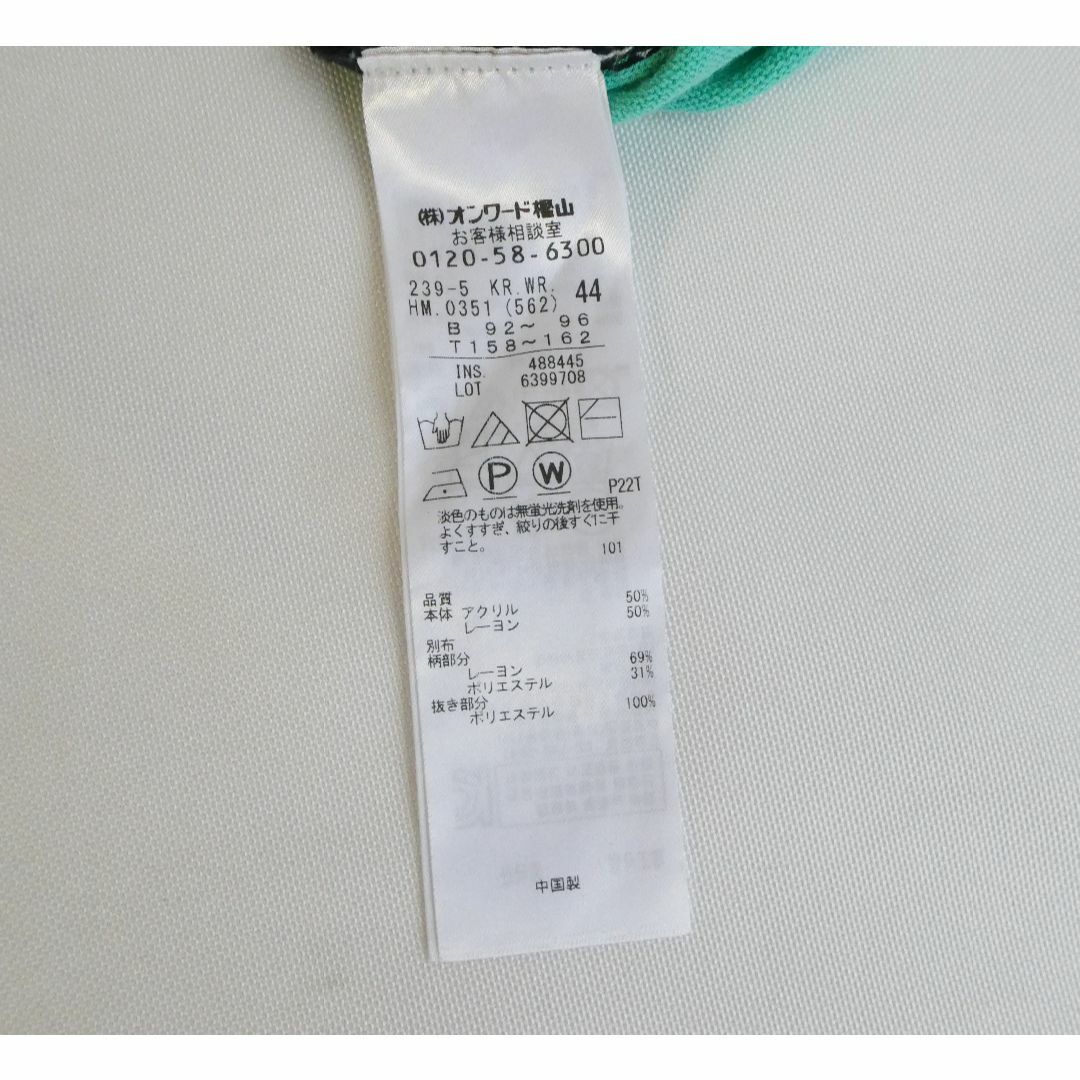 (株)オンワード樫山
お客様相談室
0120-58-6300
239-5 KR.WR. 44
HM.0351 (562)
B 92～ 96
T158～162
INS. 488445
LOT 6399708
P W P22T
淡色のものは無蛍光洗剤を使用。
よくすすぎ、絞りの後すぐに干
すこと。 101
品質
本体 アクリル 50%
レーヨン 50%
別布
柄部分
レーヨン 69%
ポリエステル 31%
抜き部分
ポリエステル 100%
中国製